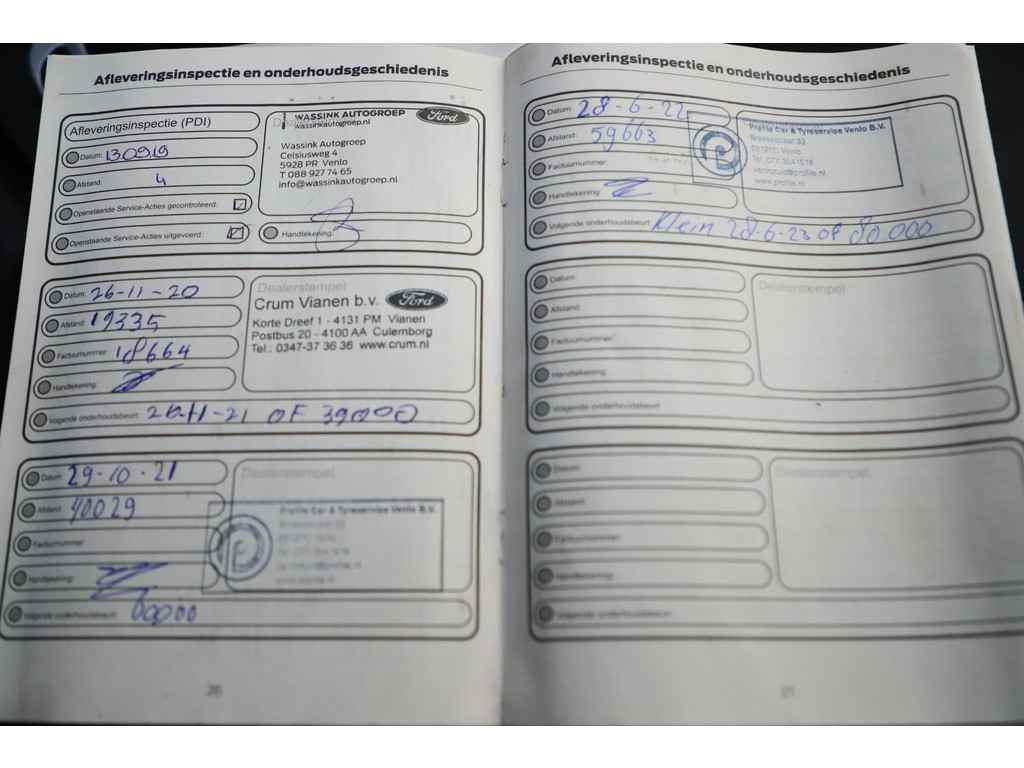 Afleveringsinspectie en onderhoudsgeschiedenis
Afleveringsinspectie (PDI)
Datum: 130919
Afstand: 4
Openstaande Service-Acties gecontroleerd:
Openstaande Service-Acties uitgevoerd:
WASSINK AUTOGROEP
wassinkautogroep.nl
Ford
Wassink Autogroep
Celsiusweg 4
5928 PR Venlo
T 088 927 74 65
info@wassinkautogroep.nl
Handtekening:
Datum: 26-11-20
Afstand: 19335
Factuurnummer: 18664
Handtekening:
Volgende onderhoudsbeurt: 26-11-21 OF 39000
Dealerstempel
Crum Vianen b.v. Ford
Korte Dreef 1 - 4131 PM Vianen
Postbus 20 - 4100 AA Culemborg
Tel.: 0347-37 36 36 www.crum.nl
Datum: 29-10-21
Afstand: 40029
Factuurnummer:
Handtekening:
Volgende onderhoudsbeurt: 60000
Dealerstempel
Profile Car & Tyreservice Venlo B.V.
26
Afleveringsinspectie en onderhoudsgeschiedenis
Datum: 28-6-22
Afstand: 59663
Factuurnummer:
Handtekening:
Volgende onderhoudsbeurt: Klein 28-6-23 of 80 000
Profile Car & Tyreservice Venlo B.V.
www.profile.nl
Datum:
Afstand:
Factuurnummer:
Handtekening:
Volgende onderhoudsbeurt:
Dealerstempel
Datum:
Afstand:
Factuurnummer:
Handtekening:
Volgende onderhoudsbeurt:
Dealerstempel